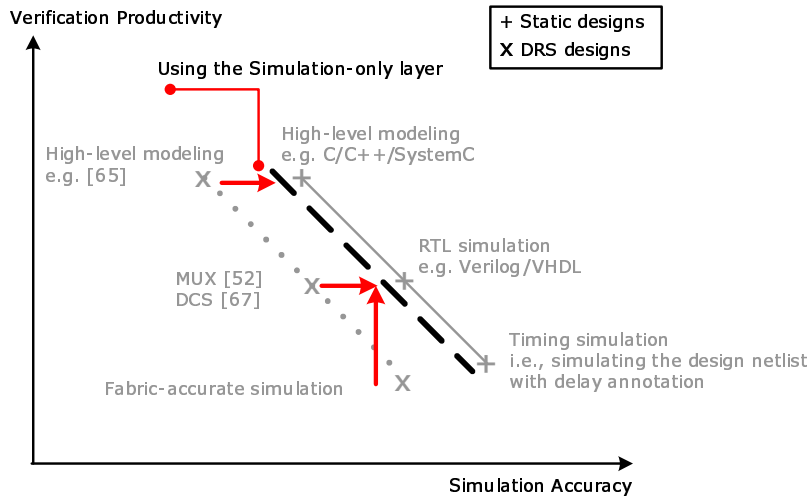 Verification Productivity
+ Static designs
X DRS designs
Using the Simulation-only layer
High-level modeling
e.g. C/C++/SystemC
High-level modeling
e.g. [65]
X
+
RTL simulation
e.g. Verilog/VHDL
MUX [52]
DCS [67]
X
+
Timing simulation
i.e., simulating the design netlist
with delay annotation
Fabric-accurate simulation
X
+
Simulation Accuracy